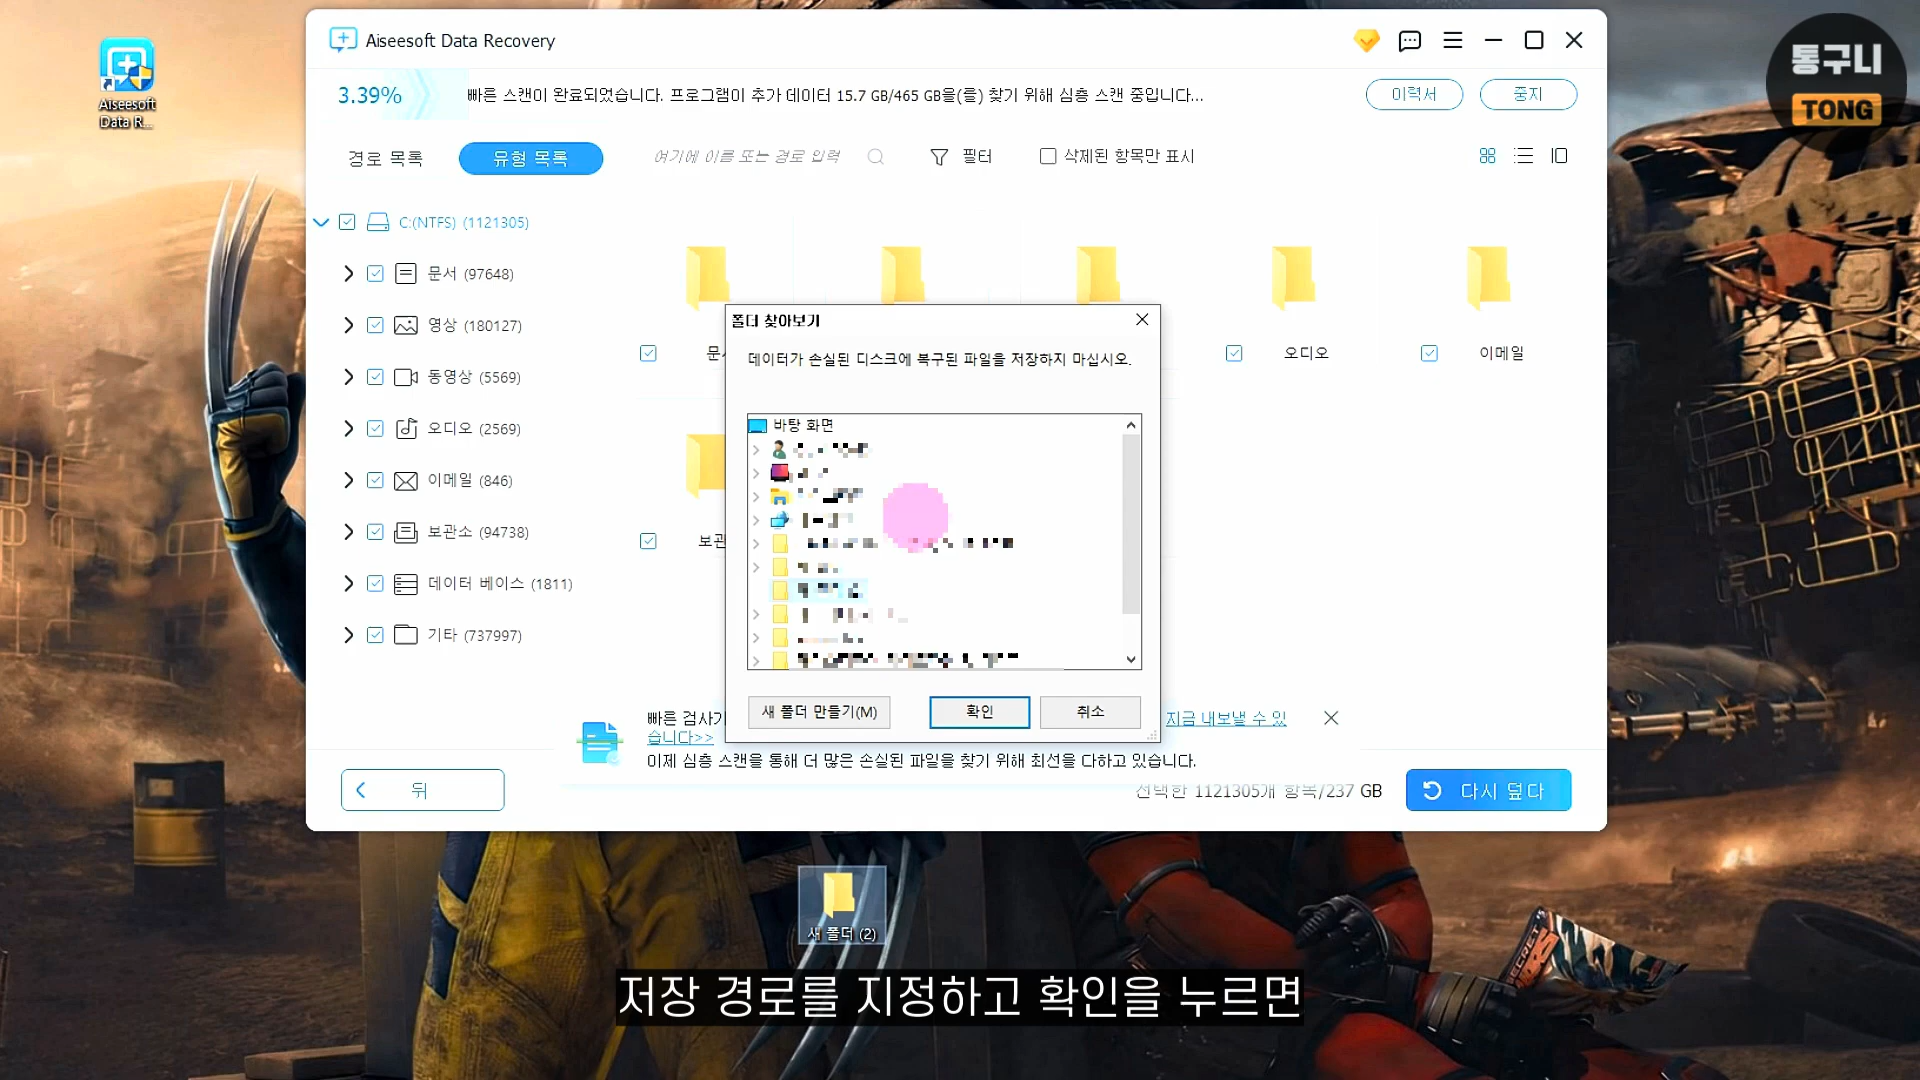 Aiseesoft Data Recovery
통구니
TONG
Aiseesoft
Data R...
3.39%
빠른 스캔이 완료되었습니다. 프로그램이 추가 데이터 15.7 GB/465 GB을(를) 찾기 위해 심층 스캔 중입니다...
이력서
중지
경로 목록
유형 목록
여기에 이름 또는 경로 입력
필터
삭제된 항목만 표시
C:(NTFS) (1121305)
문서 (97648)
영상 (180127)
동영상 (5569)
오디오 (2569)
이메일 (846)
보관소 (94738)
데이터 베이스 (1811)
기타 (737997)
오디오
이메일
보관
폴더 찾아보기
데이터가 손실된 디스크에 복구된 파일을 저장하지 마십시오.
바탕 화면
새 폴더 만들기(M)
확인
취소
빠른 검사가
지금 내보낼 수 있
습니다>>
이제 심층 스캔을 통해 더 많은 손실된 파일을 찾기 위해 최선을 다하고 있습니다.
뒤
선택한 1121305개 항목/237 GB
다시 덮다
새 폴더 (2)
저장 경로를 지정하고 확인을 누르면